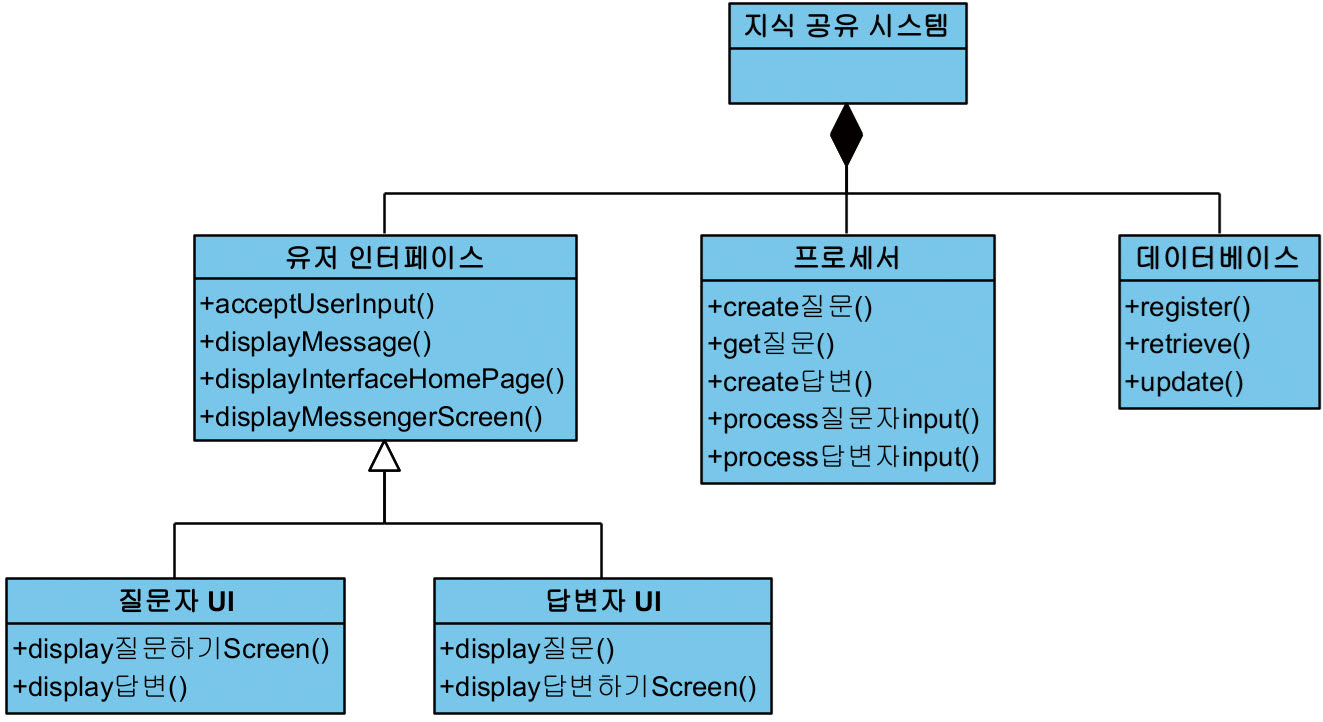 지식 공유 시스템
유저 인터페이스
+acceptUserInput()
+displayMessage()
+displayInterfaceHomePage()
+displayMessengerScreen()
프로세서
+create질문()
+get질문()
+create답변()
+process질문자input()
+process답변자input()
데이터베이스
+register()
+retrieve()
+update()
질문자 UI
+display질문하기Screen()
+display답변()
답변자 UI
+display질문()
+display답변하기Screen()